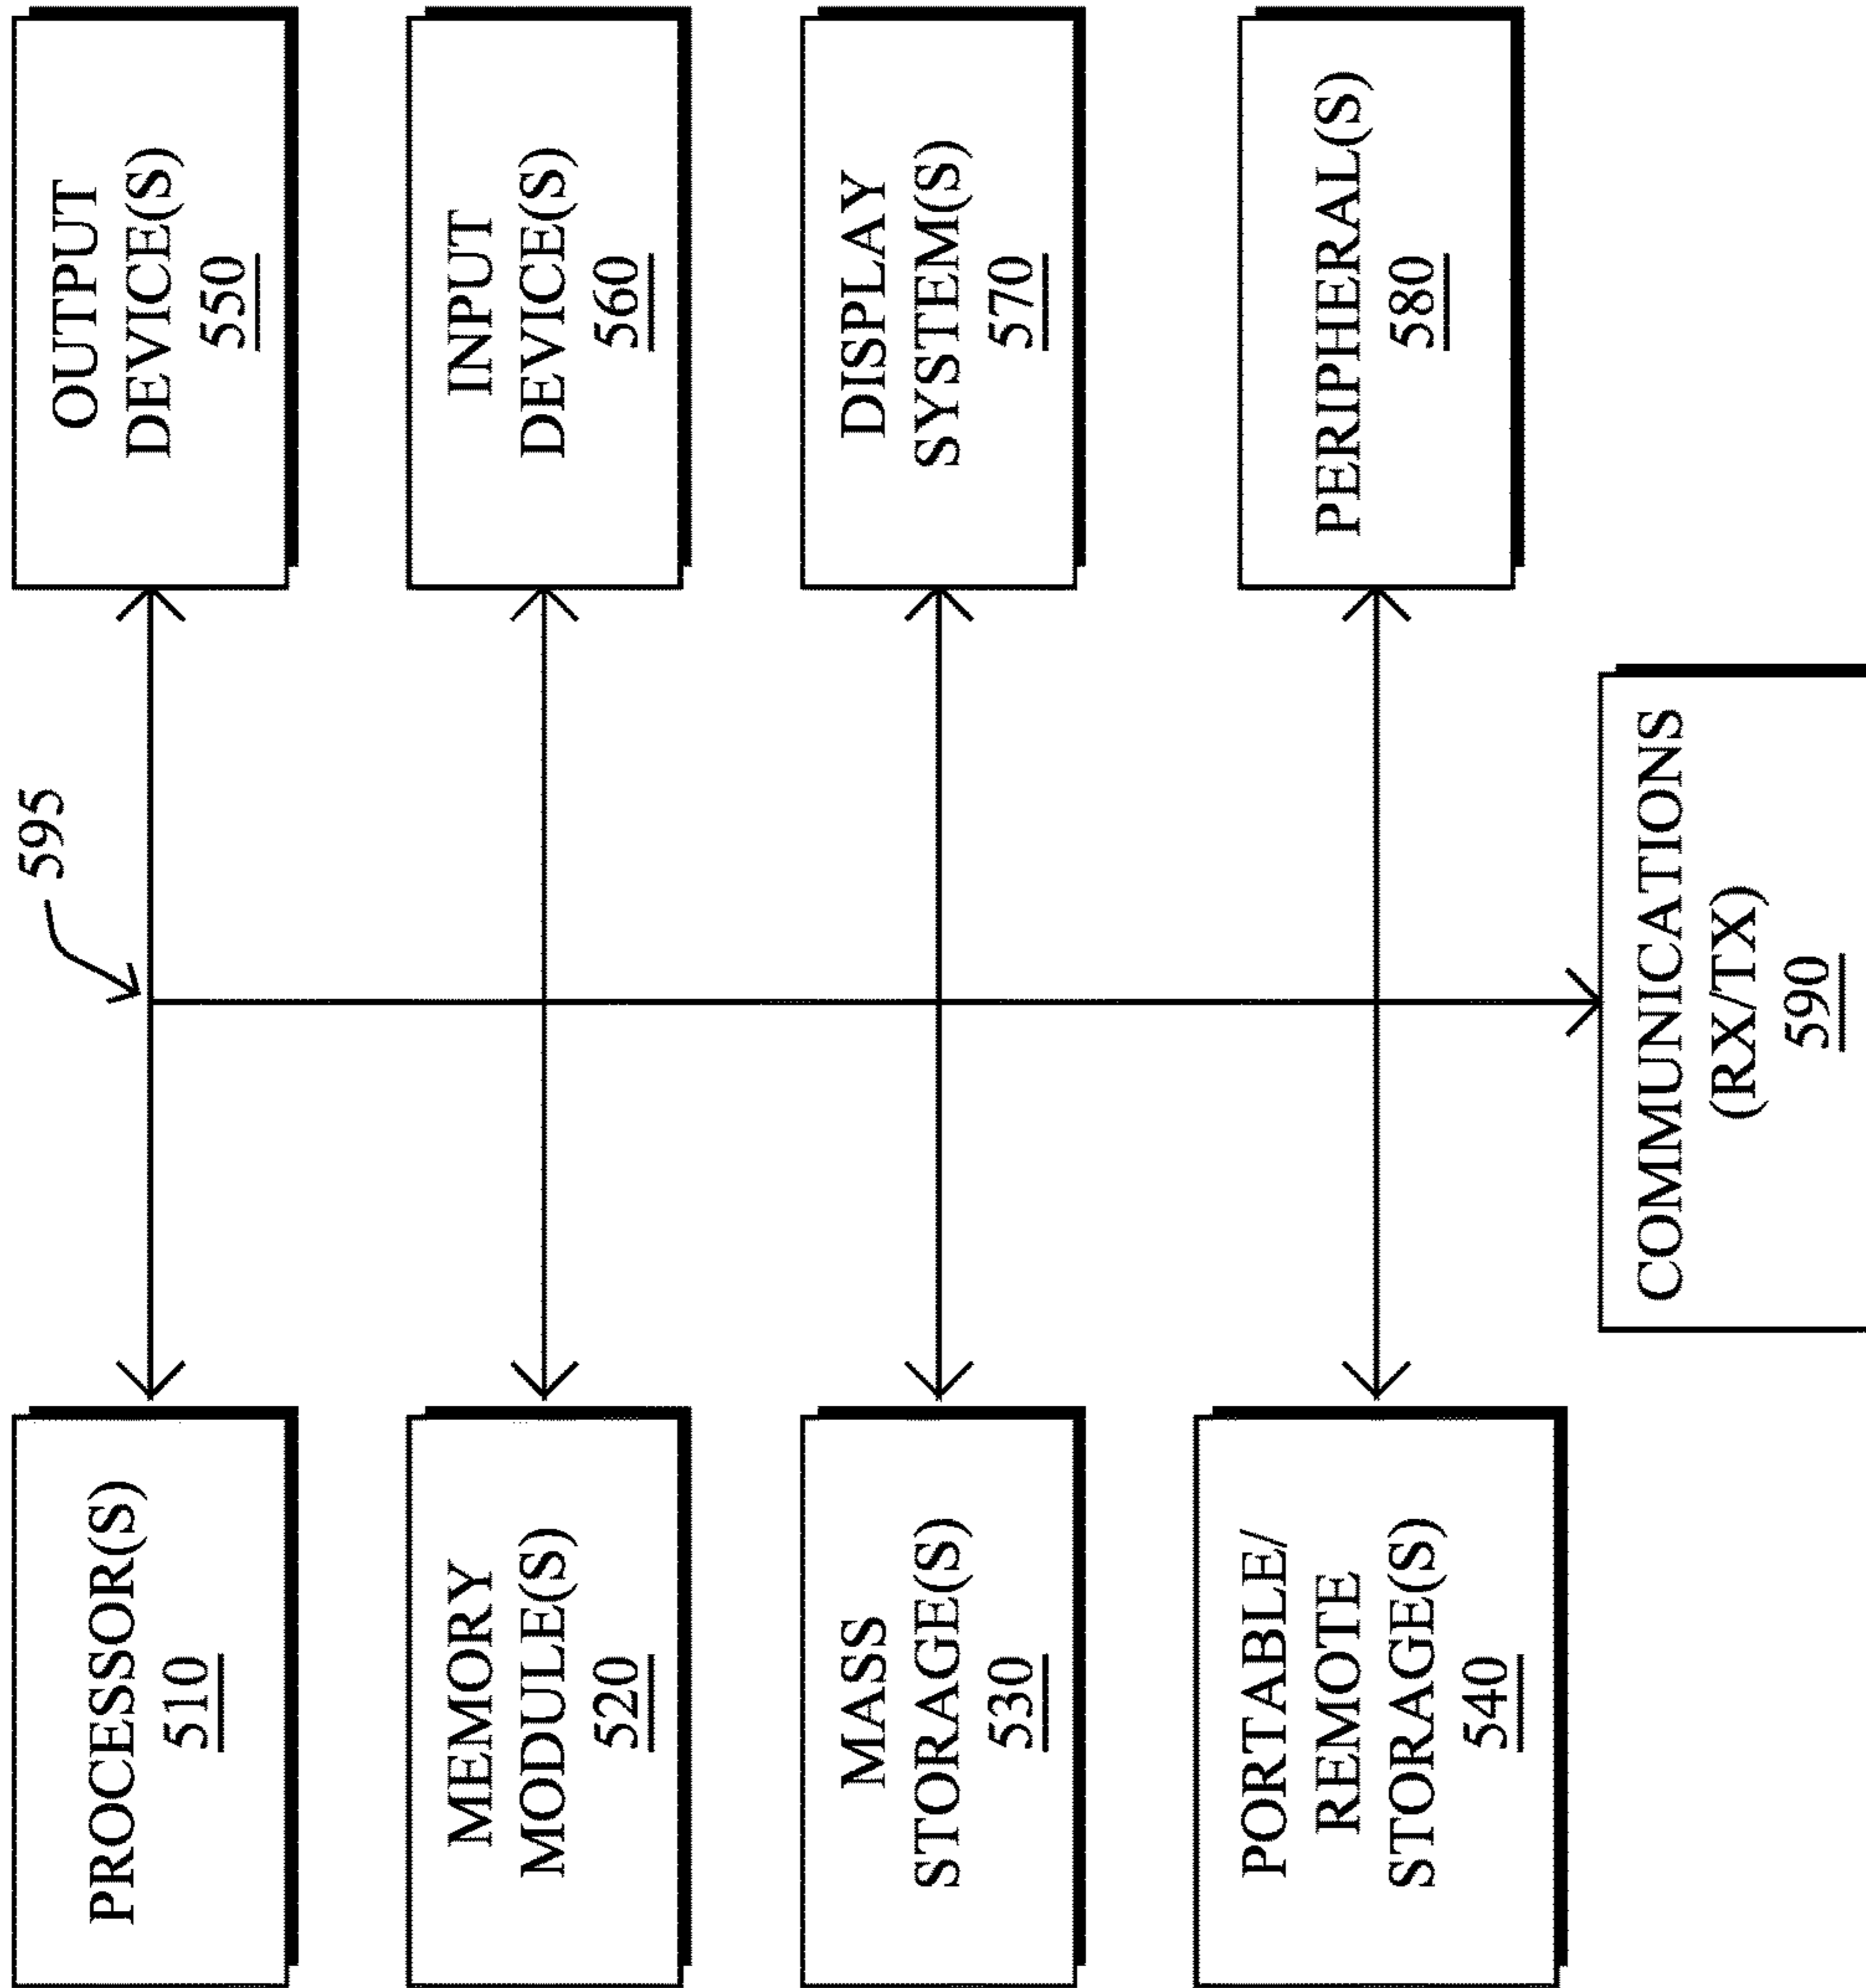 595
PROCESSOR(S)
510
OUTPUT
DEVICE(S)
550
MEMORY
MODULE(S)
520
INPUT
DEVICE(S)
560
MASS
STORAGE(S)
530
DISPLAY
SYSTEM(S)
570
PORTABLE/
REMOTE
STORAGE(S)
540
PERIPHERAL(S)
580
COMMUNICATIONS
(RX/TX)
590